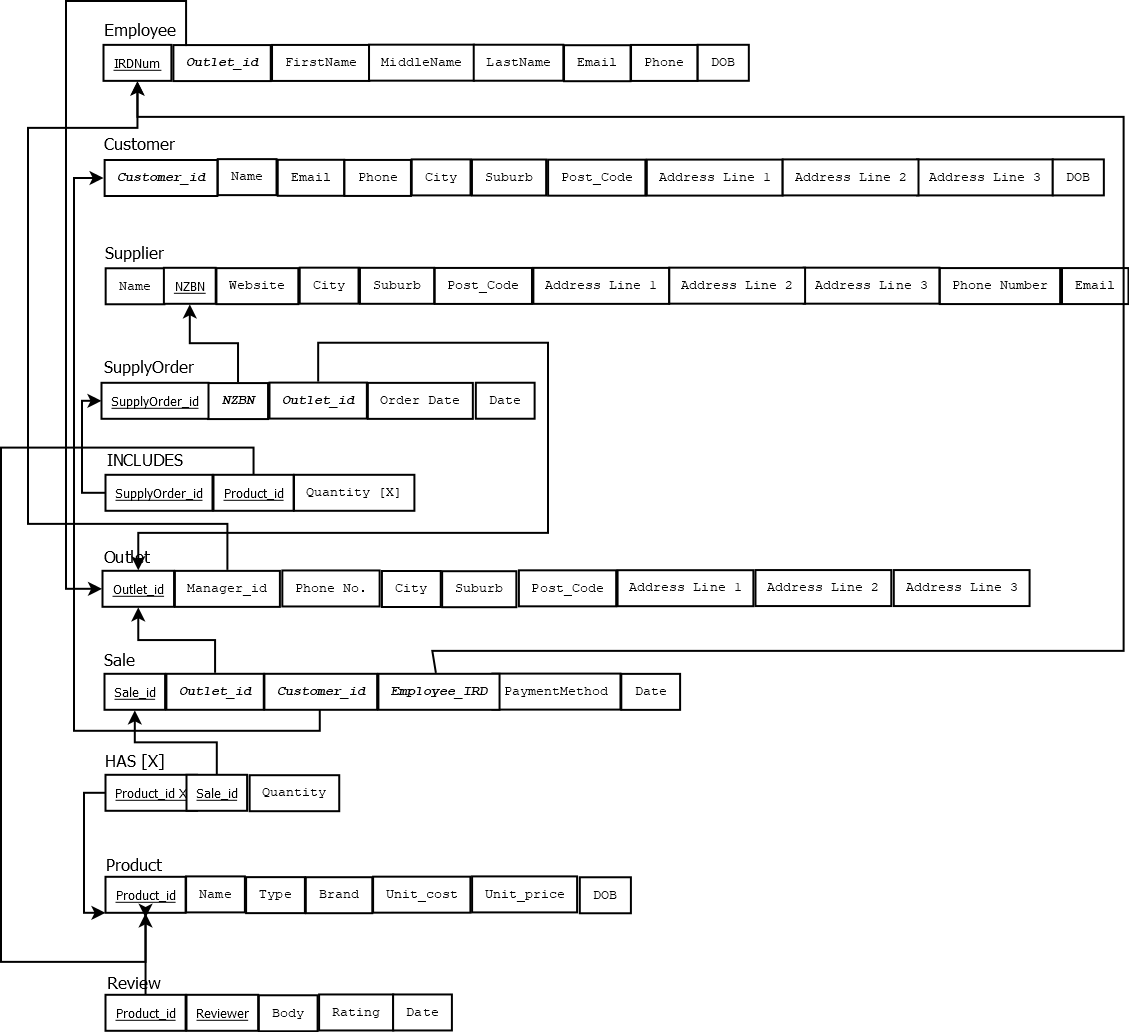 Employee
IRDNum Outlet_id FirstName MiddleName LastName Email Phone DOB
Customer
Customer_id Name Email Phone City Suburb Post_Code Address Line 1 Address Line 2 Address Line 3 DOB
Supplier
Name NZBN Website City Suburb Post_Code Address Line 1 Address Line 2 Address Line 3 Phone Number Email
SupplyOrder
SupplyOrder_id NZBN Outlet_id Order Date Date
INCLUDES
SupplyOrder_id Product_id Quantity [X]
Outlet
Outlet_id Manager_id Phone No. City Suburb Post_Code Address Line 1 Address Line 2 Address Line 3
Sale
Sale_id Outlet_id Customer_id Employee_IRD PaymentMethod Date
HAS [X]
Product_id X Sale_id Quantity
Product
Product_id Name Type Brand Unit_cost Unit_price DOB
Review
Product_id Reviewer Body Rating Date